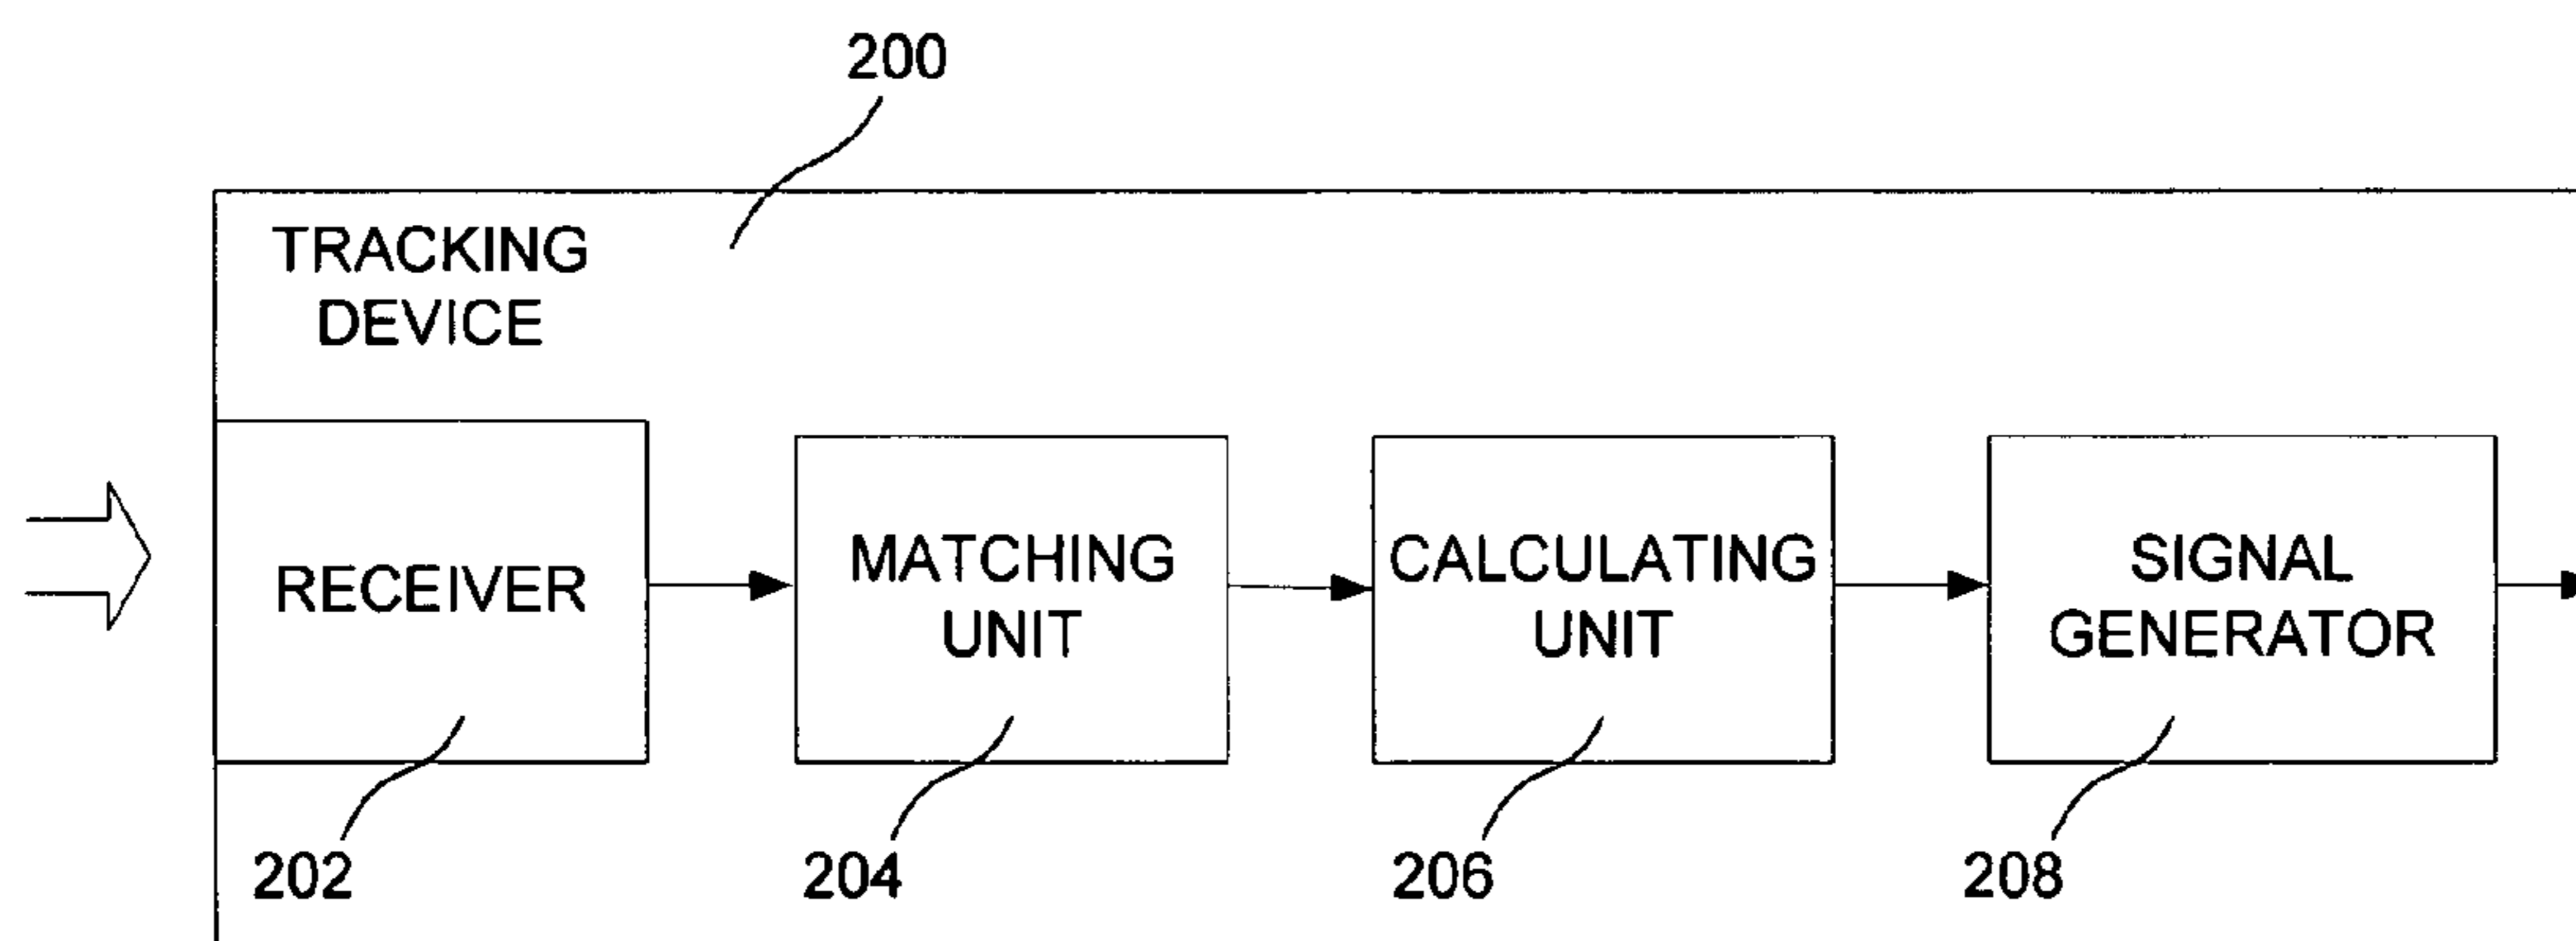 200
TRACKING
DEVICE
RECEIVER
MATCHING
UNIT
CALCULATING
UNIT
SIGNAL
GENERATOR
202
204
206
208